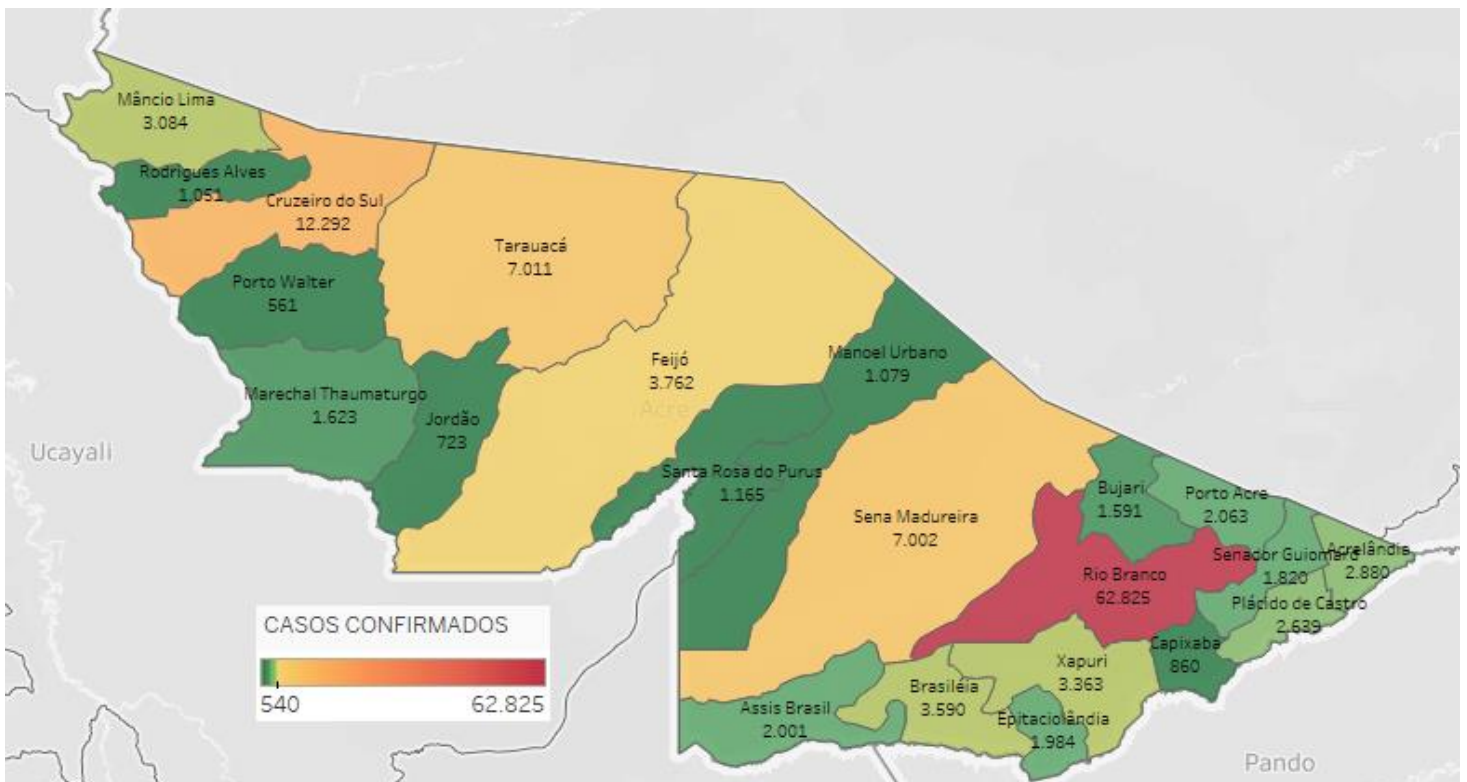 Mâncio Lima
3.084
Rodrigues Alves
1.051
Cruzeiro do Sul
12.292
Tarauacá
7.011
Porto Walter
561
Feijó
3.762
Acre
Manoel Urbano
1.079
Marechal Thaumaturgo
1.623
Jordão
723
Ucayali
Santa Rosa do Purus
1.165
Sena Madureira
7.002
Bujari
1.591
Porto Acre
2.063
Senador Guiomard
1.820
Acrelândia
2.880
Rio Branco
62.825
Plácido de Castro
2.639
Capixaba
860
Xapuri
3.363
Brasiléia
3.590
Assis Brasil
2.001
Epitaciolândia
1.984
Pando
CASOS CONFIRMADOS
540 62.825